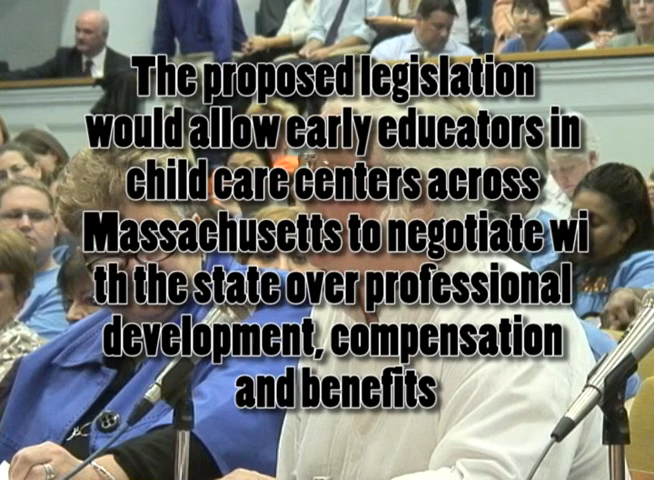 The proposed legislation
would allow early educators in
child care centers across
Massachusetts to negotiate wi
th the state over professional
development, compensation
and benefits